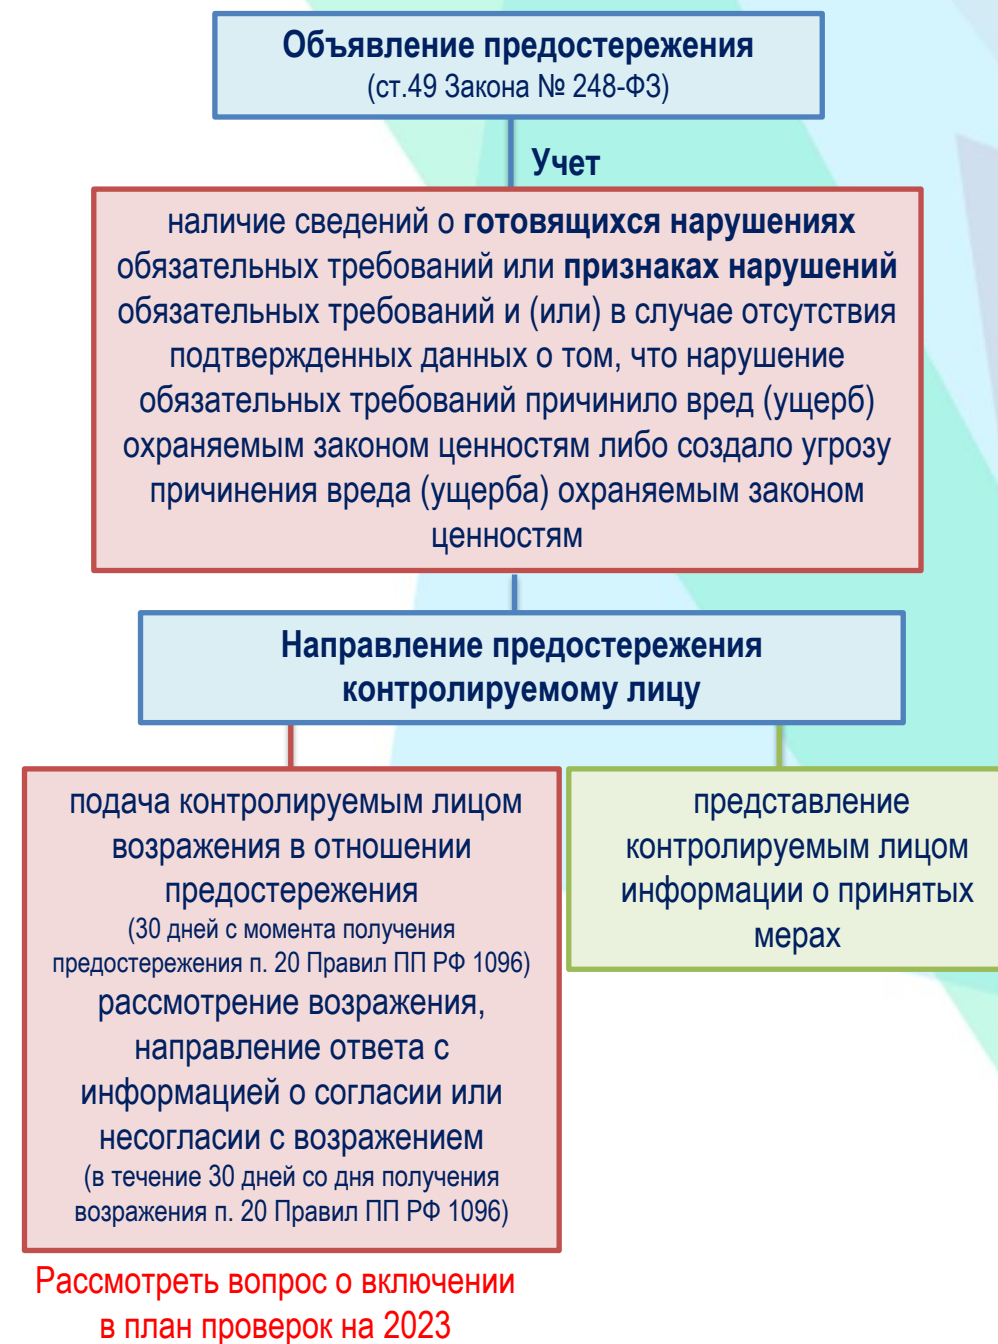 Объявление предостережения
(ст.49 Закона № 248-ФЗ)
Учет
наличие сведений о готовящихся нарушениях
обязательных требований или признаках нарушений
обязательных требований и (или) в случае отсутствия
подтвержденных данных о том, что нарушение
обязательных требований причинило вред (ущерб)
охраняемым законом ценностям либо создало угрозу
причинения вреда (ущерба) охраняемым законом
ценностям
Направление предостережения
контролируемому лицу
подача контролируемым лицом
возражения в отношении
предостережения
(30 дней с момента получения
предостережения п. 20 Правил ПП РФ 1096)
рассмотрение возражения,
направление ответа с
информацией о согласии или
несогласии с возражением
(в течение 30 дней со дня получения
возражения п. 20 Правил ПП РФ 1096)
представление
контролируемым лицом
информации о принятых
мерах
Рассмотреть вопрос о включении
в план проверок на 2023